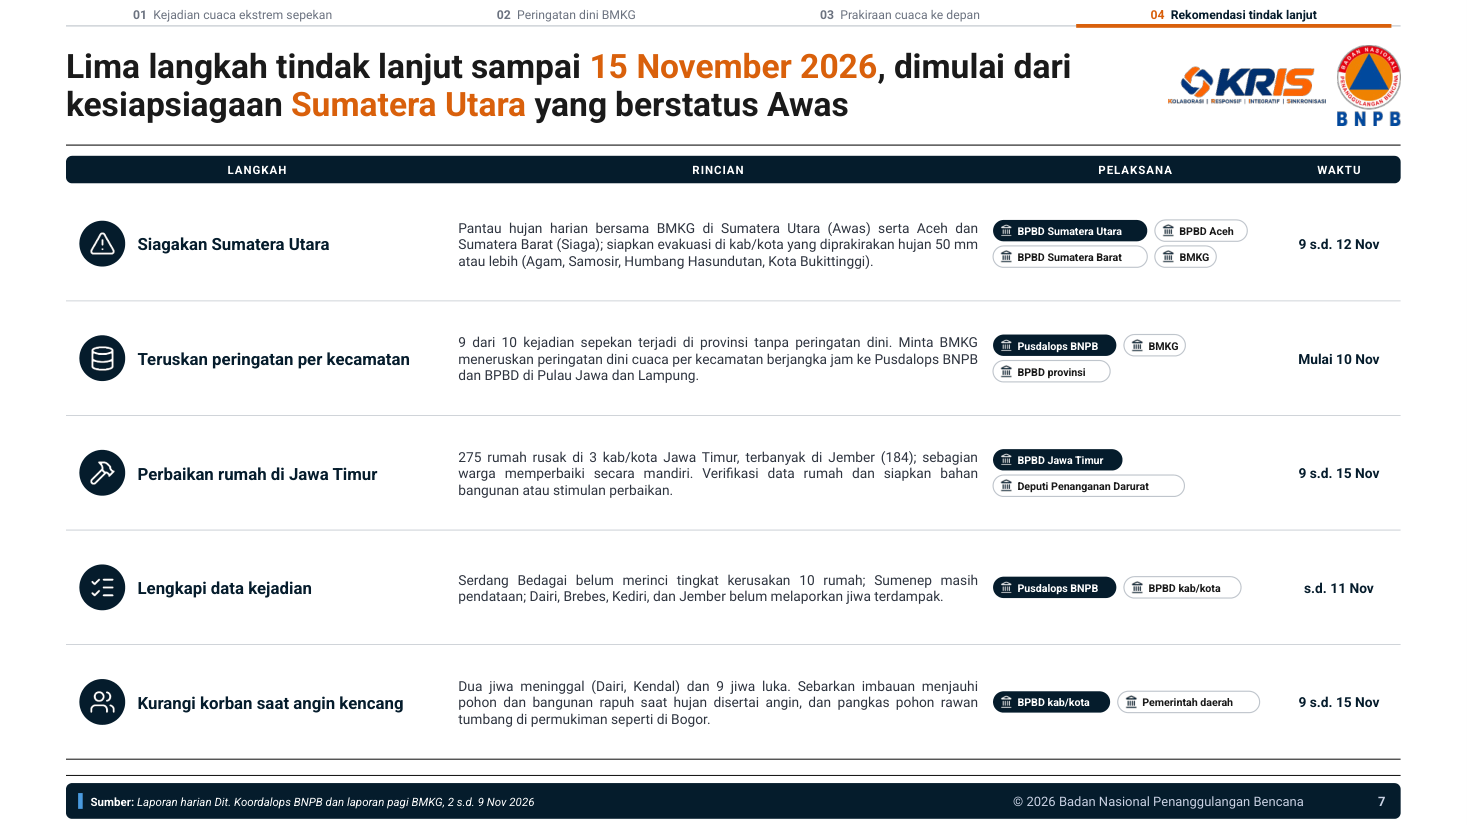 01 Kejadian cuaca ekstrem sepekan
02 Peringatan dini BMKG
03 Prakiraan cuaca ke depan
04 Rekomendasi tindak lanjut
Lima langkah tindak lanjut sampai 15 November 2026, dimulai dari
kesiapsiagaan Sumatera Utara yang berstatus Awas
KRIS
KOLABORASI | RESPONSIF | INTEGRATIF | SINKRONISASI
BADAN NASIONAL
PENANGGULANGAN BENCANA
BNPB
LANGKAH
RINCIAN
PELAKSANA
WAKTU
Siagakan Sumatera Utara
Pantau hujan harian bersama BMKG di Sumatera Utara (Awas) serta Aceh dan
Sumatera Barat (Siaga); siapkan evakuasi di kab/kota yang diprakirakan hujan 50 mm
atau lebih (Agam, Samosir, Humbang Hasundutan, Kota Bukittinggi).
BPBD Sumatera Utara
BPBD Aceh
BPBD Sumatera Barat
BMKG
9 s.d. 12 Nov
Teruskan peringatan per kecamatan
9 dari 10 kejadian sepekan terjadi di provinsi tanpa peringatan dini. Minta BMKG
meneruskan peringatan dini cuaca per kecamatan berjangka jam ke Pusdalops BNPB
dan BPBD di Pulau Jawa dan Lampung.
Pusdalops BNPB
BMKG
BPBD provinsi
Mulai 10 Nov
Perbaikan rumah di Jawa Timur
275 rumah rusak di 3 kab/kota Jawa Timur, terbanyak di Jember (184); sebagian
warga memperbaiki secara mandiri. Verifikasi data rumah dan siapkan bahan
bangunan atau stimulan perbaikan.
BPBD Jawa Timur
Deputi Penanganan Darurat
9 s.d. 15 Nov
Lengkapi data kejadian
Serdang Bedagai belum merinci tingkat kerusakan 10 rumah; Sumenep masih
pendataan; Dairi, Brebes, Kediri, dan Jember belum melaporkan jiwa terdampak.
Pusdalops BNPB
BPBD kab/kota
s.d. 11 Nov
Kurangi korban saat angin kencang
Dua jiwa meninggal (Dairi, Kendal) dan 9 jiwa luka. Sebarkan imbauan menjauhi
pohon dan bangunan rapuh saat hujan disertai angin, dan pangkas pohon rawan
tumbang di permukiman seperti di Bogor.
BPBD kab/kota
Pemerintah daerah
9 s.d. 15 Nov
Sumber: Laporan harian Dit. Koordalops BNPB dan laporan pagi BMKG, 2 s.d. 9 Nov 2026
© 2026 Badan Nasional Penanggulangan Bencana
7